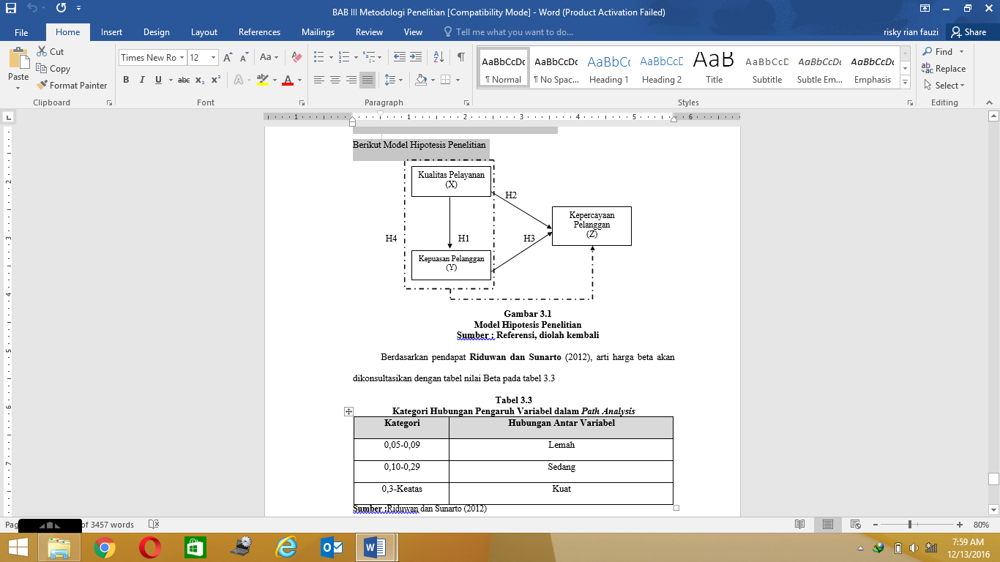 BAB III Metodologi Penelitian [Compatibility Mode] - Word (Product Activation Failed)
File Home Insert Design Layout References Mailings Review View Tell me what you want to do... risky rian fauzi Share
Paste
Cut
Copy
Format Painter
Clipboard
Times New Ro 12
Font
Paragraph
AaBbCcDc AaBbCcDc AaBbCc AaBbCcD AaB AaBbCcD AaBbCcDc AaBbCcDc
¶ Normal ¶ No Spac... Heading 1 Heading 2 Title Subtitle Subtle Em... Emphasis
Styles
Find
Replace
Select
Editing
Berikut Model Hipotesis Penelitian
Kualitas Pelayanan
(X)
H2
Kepercayaan
Pelanggan
(Z)
H4 H1 H3
Kepuasan Pelanggan
(Y)
Gambar 3.1
Model Hipotesis Penelitian
Sumber : Referensi, diolah kembali
Berdasarkan pendapat Riduwan dan Sunarto (2012), arti harga beta akan
dikonsultasikan dengan tabel nilai Beta pada tabel 3.3
Tabel 3.3
Kategori Hubungan Pengaruh Variabel dalam Path Analysis
Kategori Hubungan Antar Variabel
0,05-0,09 Lemah
0,10-0,29 Sedang
0,3-Keatas Kuat
Sumber :Riduwan dan Sunarto (2012)
of 3457 words 80%
7:59 AM
12/13/2016